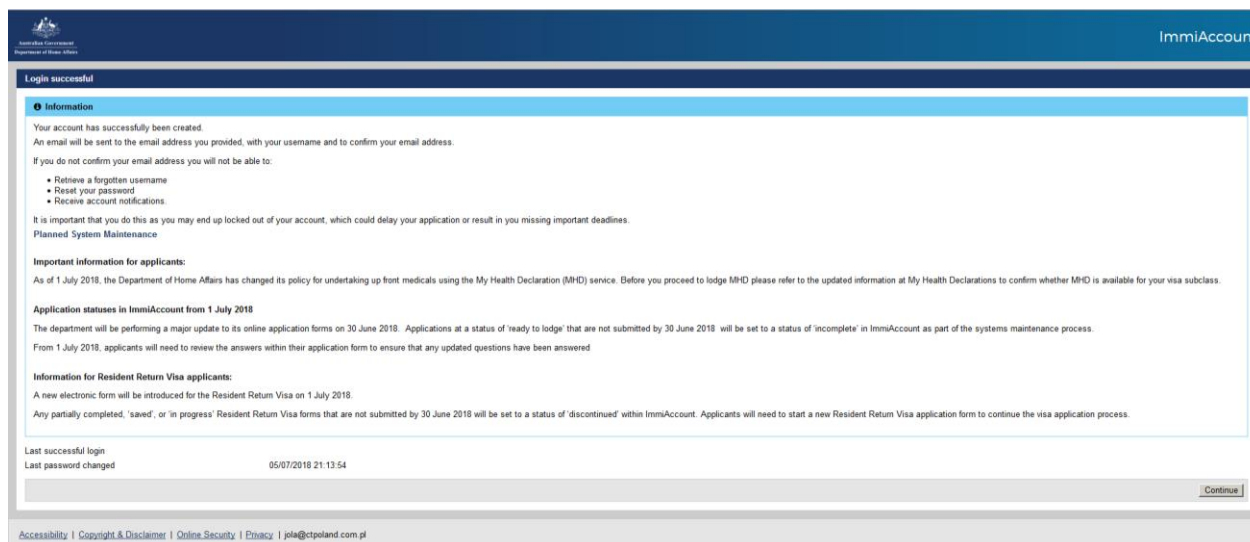 Australian Government
Department of Home Affairs
ImmiAccoun
Login successful
Information
Your account has successfully been created.
An email will be sent to the email address you provided, with your username and to confirm your email address.
If you do not confirm your email address you will not be able to:
• Retrieve a forgotten username
• Reset your password
• Receive account notifications.
It is important that you do this as you may end up locked out of your account, which could delay your application or result in you missing important deadlines.
Planned System Maintenance
Important information for applicants:
As of 1 July 2018, the Department of Home Affairs has changed its policy for undertaking up front medicals using the My Health Declaration (MHD) service. Before you proceed to lodge MHD please refer to the updated information at My Health Declarations to confirm whether MHD is available for your visa subclass.
Application statuses in ImmiAccount from 1 July 2018
The department will be performing a major update to its online application forms on 30 June 2018. Applications at a status of 'ready to lodge' that are not submitted by 30 June 2018 will be set to a status of 'incomplete' in ImmiAccount as part of the systems maintenance process.
From 1 July 2018, applicants will need to review the answers within their application form to ensure that any updated questions have been answered
Information for Resident Return Visa applicants:
A new electronic form will be introduced for the Resident Return Visa on 1 July 2018.
Any partially completed, 'saved', or 'in progress' Resident Return Visa forms that are not submitted by 30 June 2018 will be set to a status of 'discontinued' within ImmiAccount. Applicants will need to start a new Resident Return Visa application form to continue the visa application process.
Last successful login
Last password changed 05/07/2018 21:13:54
Continue
Accessibility | Copyright & Disclaimer | Online Security | Privacy | jola@ctpoland.com.pl